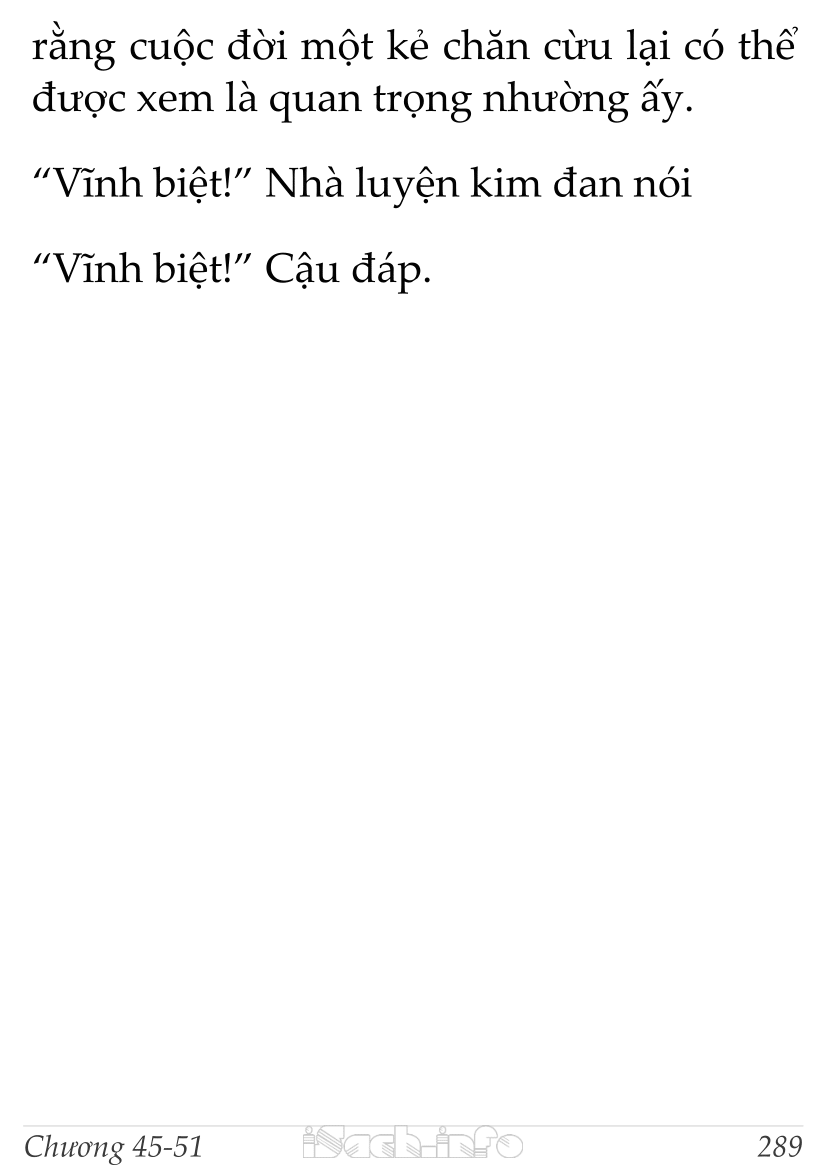 rằng cuộc đời một kẻ chăn cừu lại có thể
được xem là quan trọng nhường ấy.
“Vĩnh biệt!” Nhà luyện kim đan nói
“Vĩnh biệt!” Cậu đáp.
Chương 45-51 iSach-info 289